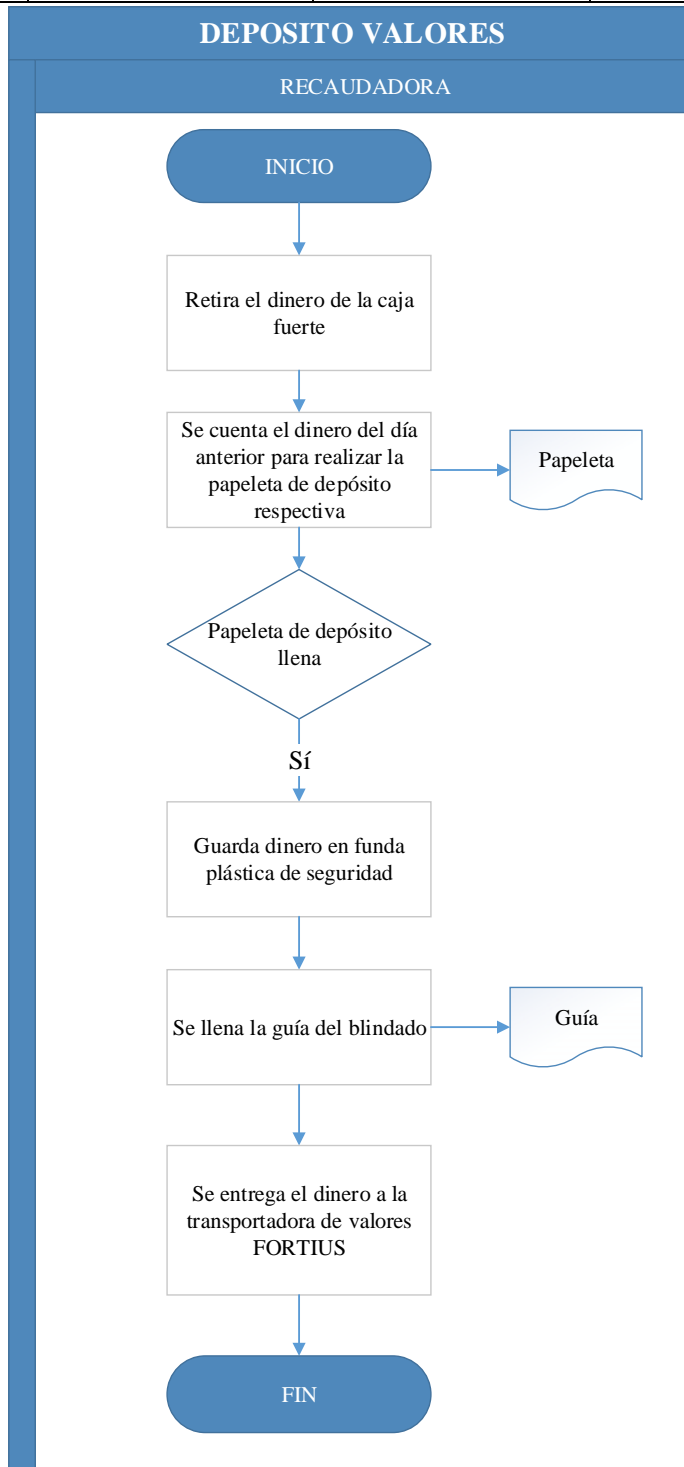 DEPOSITO VALORES
RECAUDADORA
INICIO
Retira el dinero de la caja
fuerte
Se cuenta el dinero del día
anterior para realizar la
papeleta de depósito
respectiva
Papeleta
Papeleta de depósito
llena
Sí
Guarda dinero en funda
plástica de seguridad
Se llena la guía del blindado
Guía
Se entrega el dinero a la
transportadora de valores
FORTIUS
FIN